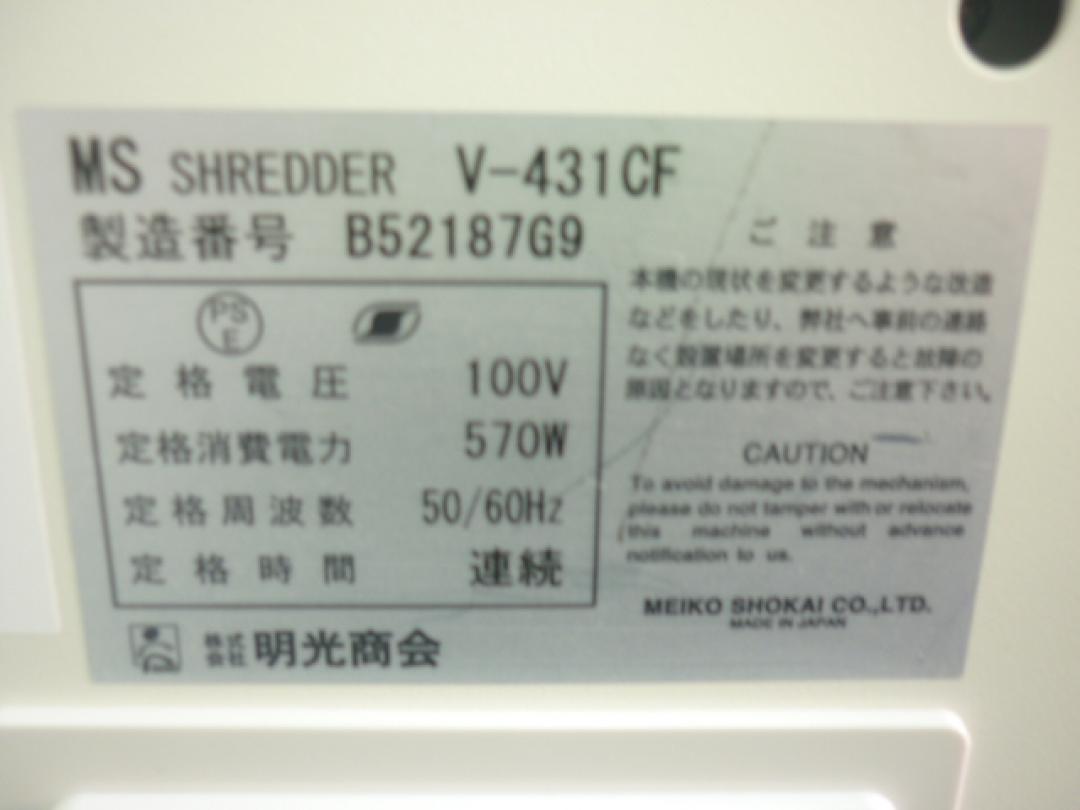 MS SHREDDER V-431CF
製造番号 B52187G9
PS
E
定格電圧 100V
定格消費電力 570W
定格周波数 50/60Hz
定格時間 連続
株式会社 明光商会
ご注意
本機の現状を変更するような改造
などをしたり、弊社へ事前の連絡
なく設置場所を変更すると故障の
原因となりますので、ご注意下さい。
CAUTION
To avoid damage to the mechanism,
please do not tamper with or relocate
this machine without advance
notification to us.
MEIKO SHOKAI CO.,LTD.
MADE IN JAPAN